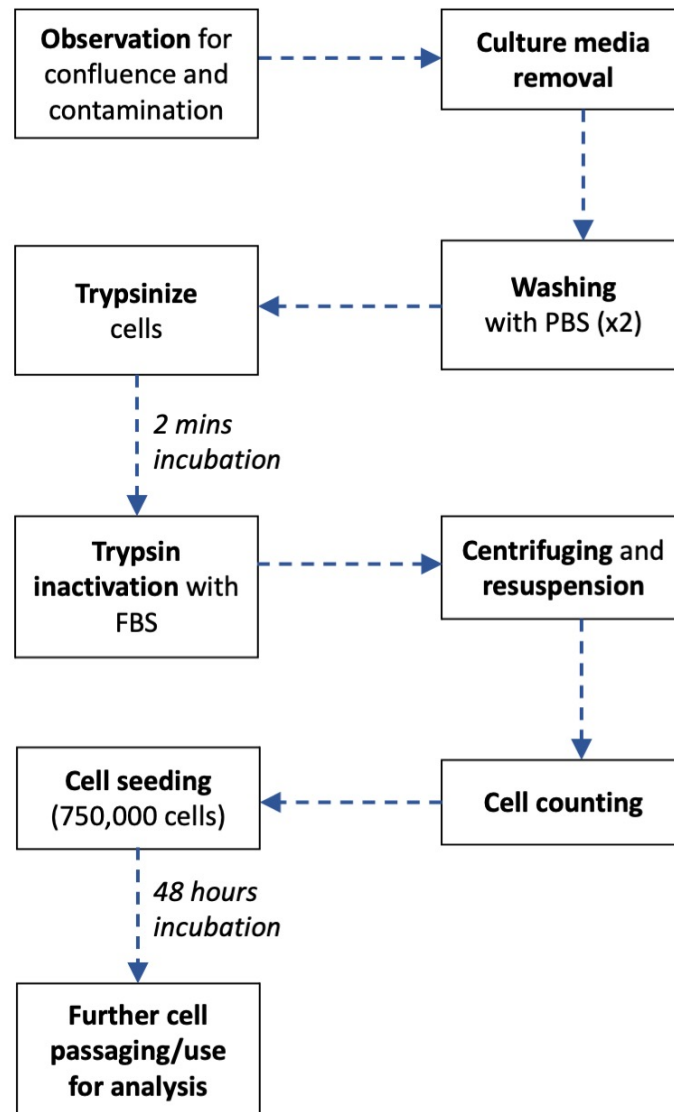 Observation for
confluence and
contamination
Culture media
removal
Washing
with PBS (x2)
Trypsinize
cells
2 mins
incubation
Trypsin
inactivation with
FBS
Centrifuging and
resuspension
Cell counting
Cell seeding
(750,000 cells)
48 hours
incubation
Further cell
passaging/use
for analysis